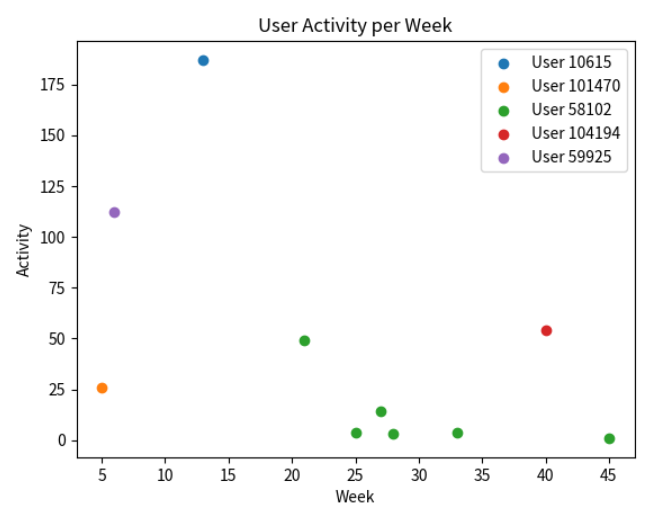 User Activity per Week
User 10615
User 101470
User 58102
User 104194
User 59925
Activity
175
150
125
100
75
50
25
0
5 10 15 20 25 30 35 40 45
Week